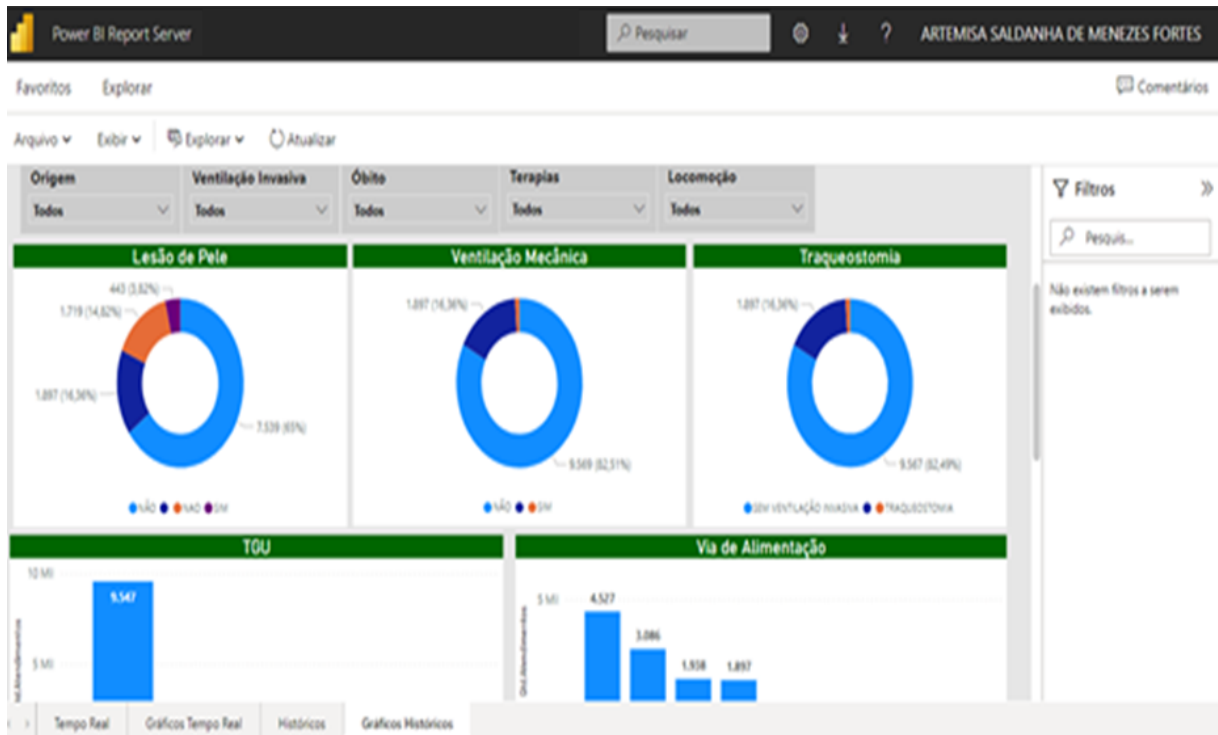 Power BI Report Server Pesquisar ? ARTEMISA SALDANHA DE MENEZES FORTES
Favoritos Explorar Comentários
Arquivo Exibir Explorar Atualizar
Origem Ventilação Invasiva Óbito Terapias Locomoção
Todos Todos Todos Todos Todos
Filtros
Pesquis...
Não existem filtros a serem
exibidos.
Lesão de Pele Ventilação Mecânica Traqueostomia
443 (3,82%)
1.719 (14,82%)
1.897 (16,36%)
7.539 (65%)
NÃO NAO SIM
1.897 (16,36%)
9.569 (82,51%)
NÃO SIM
1.897 (16,36%)
9.567 (82,49%)
SEM VENTILAÇÃO INVASIVA TRAQUEOSTOMIA
TGU Via de Alimentação
10 Mil
9.547
5 Mil
5 Mil
4.527
3.086
1.938
1.897
Qtd.Atendimentos
Tempo Real Gráficos Tempo Real Históricos Gráficos Históricos